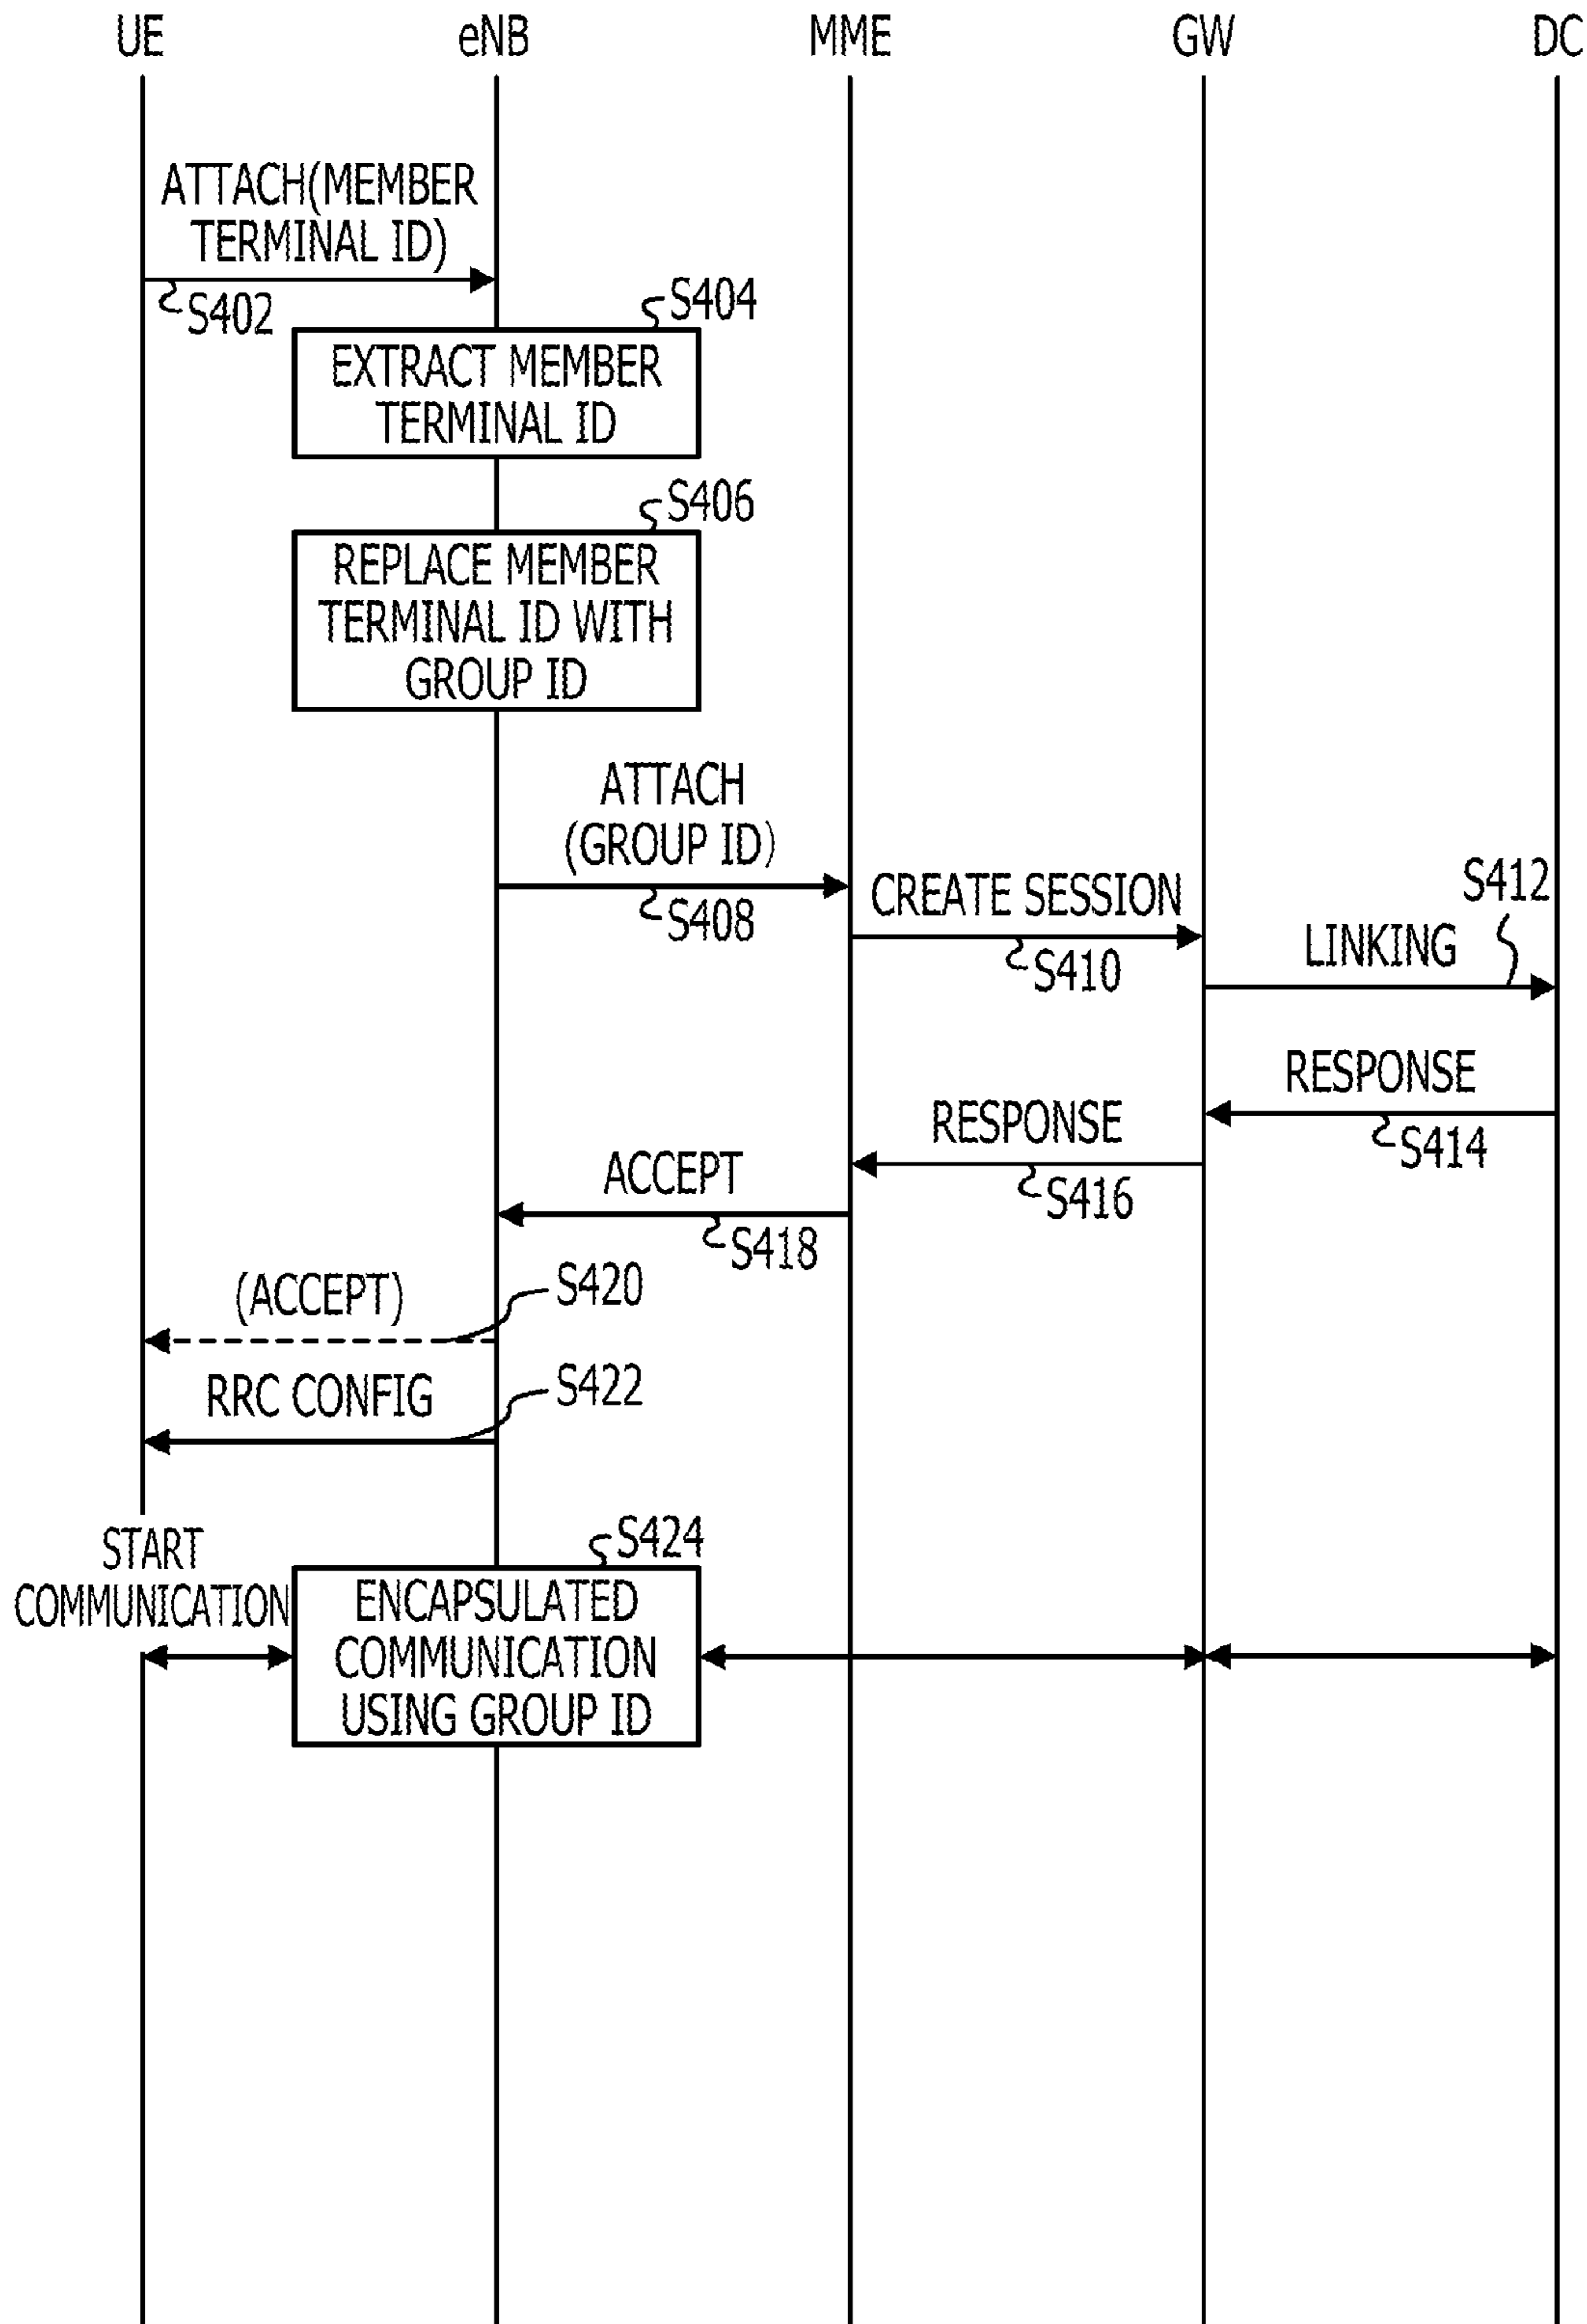 UE eNB MME GW DC
ATTACH(MEMBER
TERMINAL ID)
S402
S404
EXTRACT MEMBER
TERMINAL ID
S406
REPLACE MEMBER
TERMINAL ID WITH
GROUP ID
ATTACH
(GROUP ID)
S408
CREATE SESSION
S410
S412
LINKING
RESPONSE
S414
RESPONSE
S416
ACCEPT
S418
(ACCEPT)
S420
RRC CONFIG
S422
START
COMMUNICATION
S424
ENCAPSULATED
COMMUNICATION
USING GROUP ID